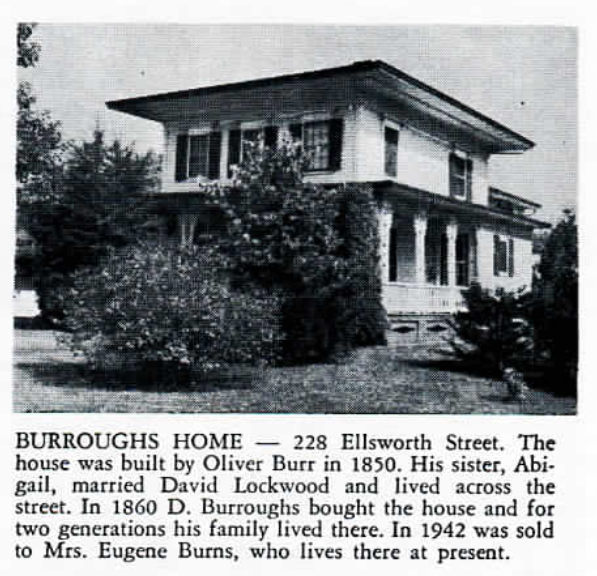 BURROUGHS HOME — 228 Ellsworth Street. The
house was built by Oliver Burr in 1850. His sister, Abi-
gail, married David Lockwood and lived across the
street. In 1860 D. Burroughs bought the house and for
two generations his family lived there. In 1942 was sold
to Mrs. Eugene Burns, who lives there at present.